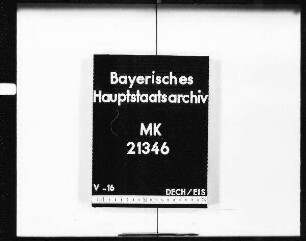 Bayerisches
Hauptstaatsarchiv
MK
21346
V-16 DECH/EIS